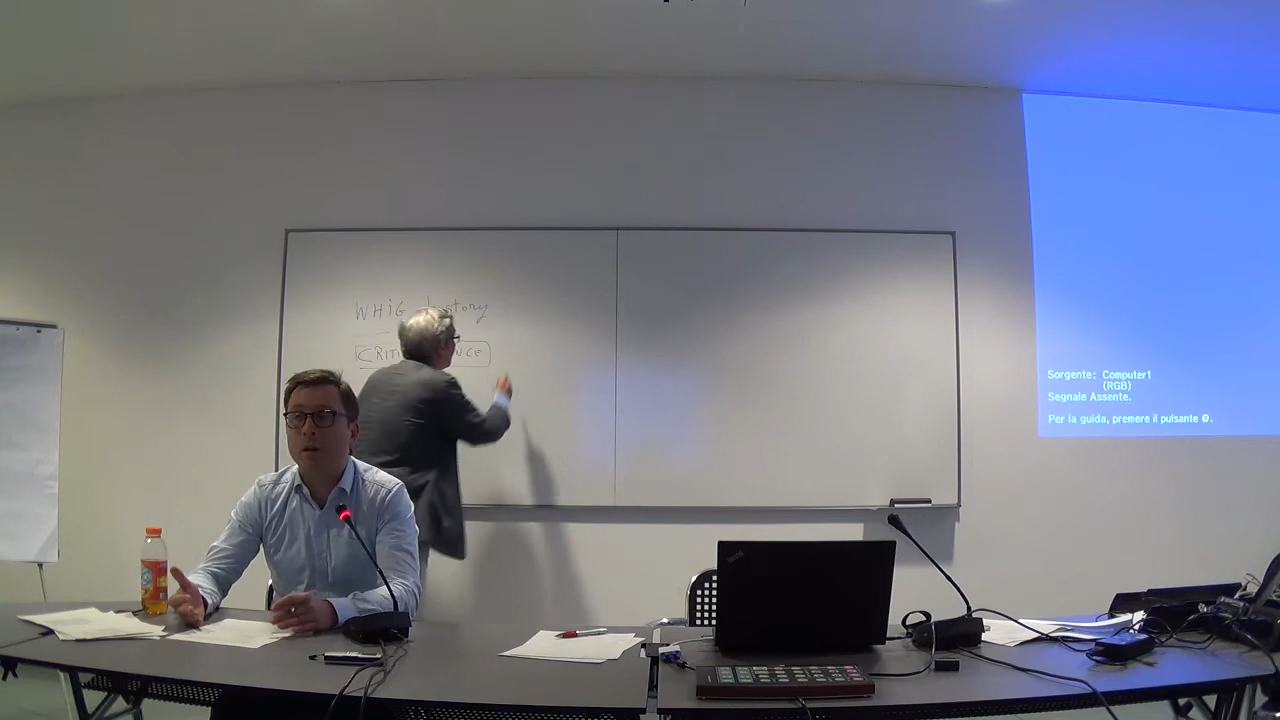 WHiG history
Sorgente: Computer1
(RGB)
Segnale Assente.
Per la guida, premere il pulsante